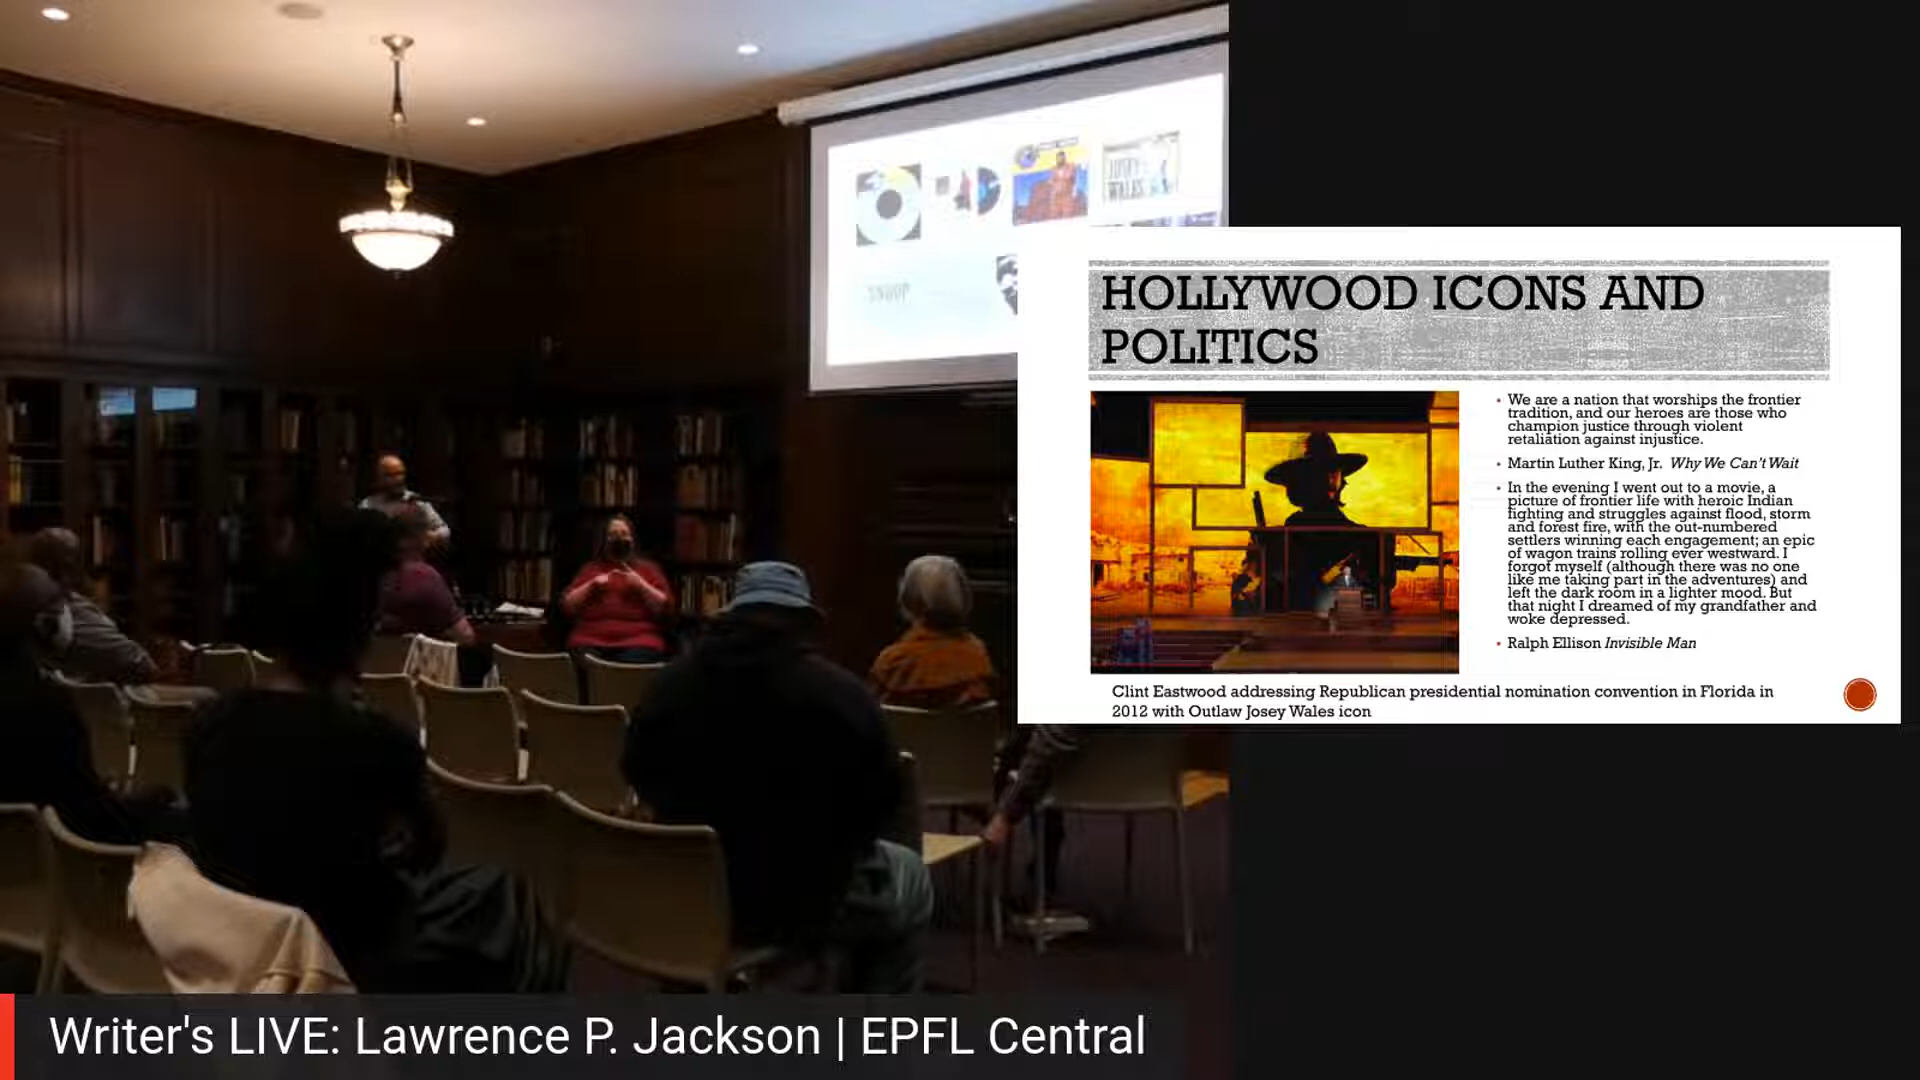 JOSEY
WALES
HOLLYWOOD ICONS AND
POLITICS
• We are a nation that worships the frontier
tradition, and our heroes are those who
champion justice through violent
retaliation against injustice.
• Martin Luther King, Jr. Why We Can't Wait
• In the evening I went out to a movie, a
picture of frontier life with heroic Indian
fighting and struggles against flood, storm
and forest fire, with the out-numbered
settlers winning each engagement; an epic
of wagon trains rolling ever westward. I
forgot myself (although there was no one
like me taking part in the adventures) and
left the dark room in a lighter mood. But
that night I dreamed of my grandfather and
woke depressed.
• Ralph Ellison Invisible Man
Clint Eastwood addressing Republican presidential nomination convention in Florida in
2012 with Outlaw Josey Wales icon
Writer's LIVE: Lawrence P. Jackson | EPFL Central